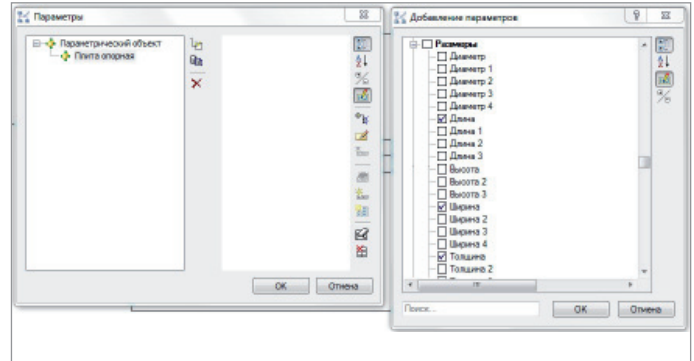 Параметры
Параметрический объект
Плита опорная
OK
Отмена
Добавление параметров
Размеры
Диаметр
Диаметр 1
Диаметр 2
Диаметр 3
Диаметр 4
Длина
Длина 1
Длина 2
Длина 3
Высота
Высота 2
Высота 3
Ширина
Ширина 2
Ширина 3
Ширина 4
Толщина
Толщина 2
Поиск...
OK
Отмена